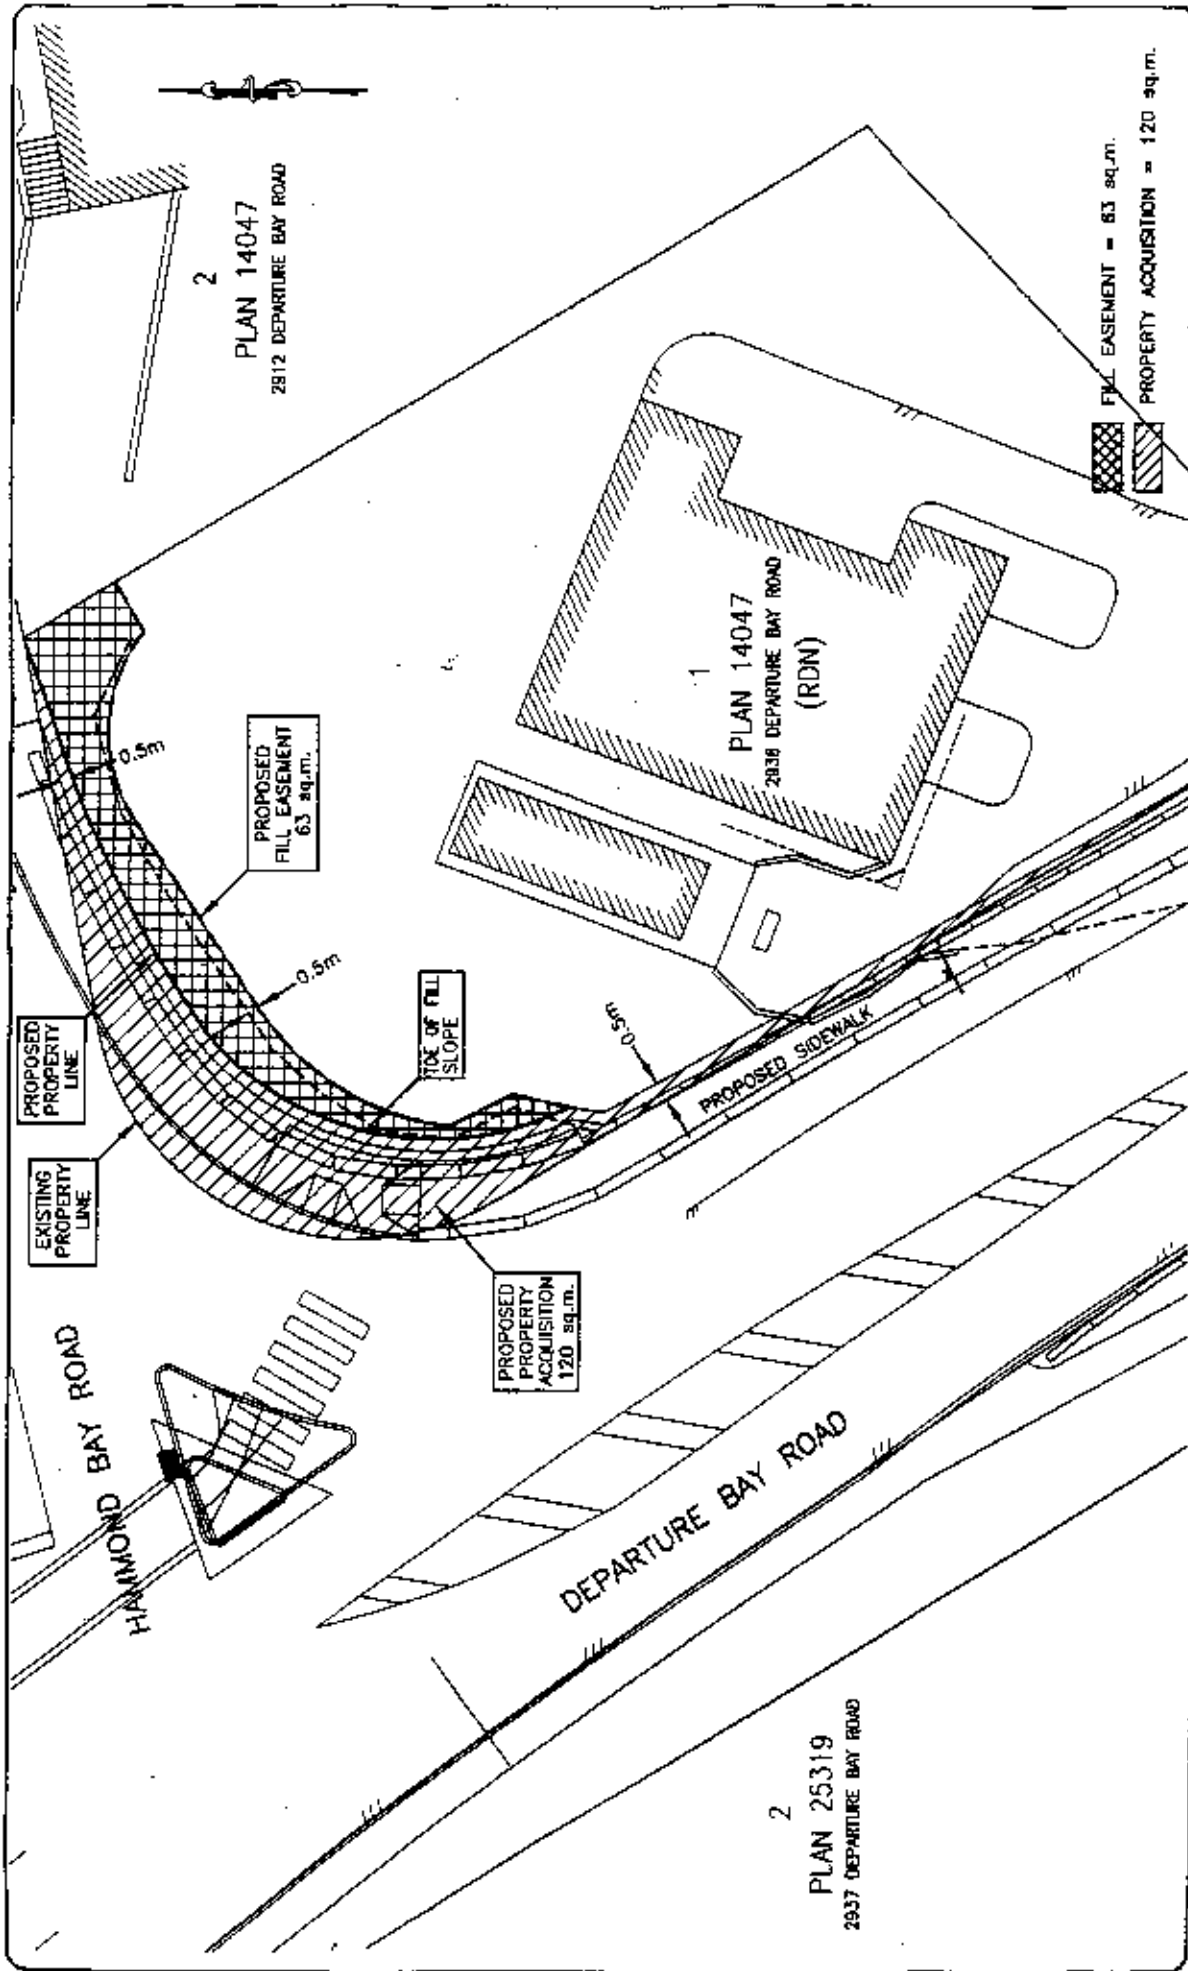 HAMMOND BAY ROAD
EXISTING
PROPERTY
LINE
PROPOSED
PROPERTY
LINE
0.5m
PROPOSED
FILL EASEMENT
63 sq.m.
2
PLAN 14047
2912 DEPARTURE BAY ROAD
0.5m
TOE OF FILL
SLOPE
PROPOSED
PROPERTY
ACQUISITION
120 sq.m.
0.5m
PROPOSED SIDEWALK
1
PLAN 14047
2938 DEPARTURE BAY ROAD
(RDN)
DEPARTURE BAY ROAD
2
PLAN 25319
2937 DEPARTURE BAY ROAD
FILL EASEMENT = 63 sq.m.
PROPERTY ACQUISITION = 120 sq.m.